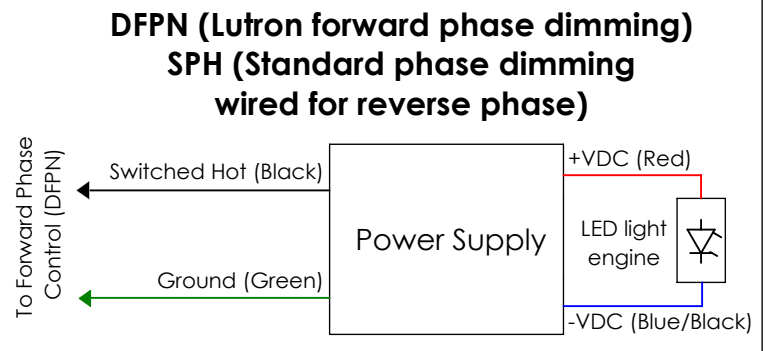 DFPN (Lutron forward phase dimming)
SPH (Standard phase dimming
wired for reverse phase)
To Forward Phase
Control (DFPN)
Switched Hot (Black)
Ground (Green)
Power Supply
+VDC (Red)
LED light
engine
-VDC (Blue/Black)